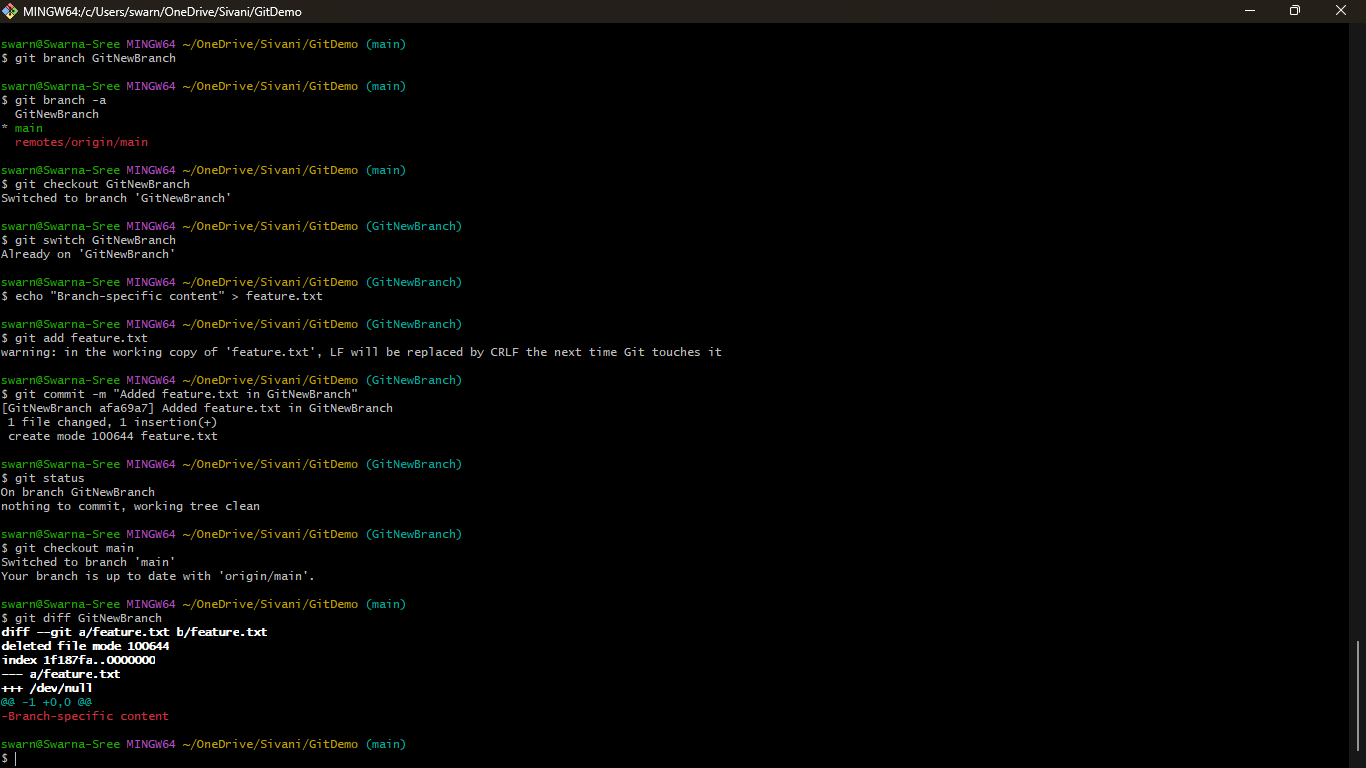 MINGW64:/c/Users/swarn/OneDrive/Sivani/GitDemo
swarn@Swarna-Sree MINGW64 ~/OneDrive/Sivani/GitDemo (main)
$ git branch GitNewBranch
swarn@Swarna-Sree MINGW64 ~/OneDrive/Sivani/GitDemo (main)
$ git branch -a
  GitNewBranch
* main
  remotes/origin/main
swarn@Swarna-Sree MINGW64 ~/OneDrive/Sivani/GitDemo (main)
$ git checkout GitNewBranch
Switched to branch 'GitNewBranch'
swarn@Swarna-Sree MINGW64 ~/OneDrive/Sivani/GitDemo (GitNewBranch)
$ git switch GitNewBranch
Already on 'GitNewBranch'
swarn@Swarna-Sree MINGW64 ~/OneDrive/Sivani/GitDemo (GitNewBranch)
$ echo "Branch-specific content" > feature.txt
swarn@Swarna-Sree MINGW64 ~/OneDrive/Sivani/GitDemo (GitNewBranch)
$ git add feature.txt
warning: in the working copy of 'feature.txt', LF will be replaced by CRLF the next time Git touches it
swarn@Swarna-Sree MINGW64 ~/OneDrive/Sivani/GitDemo (GitNewBranch)
$ git commit -m "Added feature.txt in GitNewBranch"
[GitNewBranch afa69a7] Added feature.txt in GitNewBranch
 1 file changed, 1 insertion(+)
 create mode 100644 feature.txt
swarn@Swarna-Sree MINGW64 ~/OneDrive/Sivani/GitDemo (GitNewBranch)
$ git status
On branch GitNewBranch
nothing to commit, working tree clean
swarn@Swarna-Sree MINGW64 ~/OneDrive/Sivani/GitDemo (GitNewBranch)
$ git checkout main
Switched to branch 'main'
Your branch is up to date with 'origin/main'.
swarn@Swarna-Sree MINGW64 ~/OneDrive/Sivani/GitDemo (main)
$ git diff GitNewBranch
diff --git a/feature.txt b/feature.txt
deleted file mode 100644
index 1f187fa..0000000
--- a/feature.txt
+++ /dev/null
@@ -1 +0,0 @@
-Branch-specific content
swarn@Swarna-Sree MINGW64 ~/OneDrive/Sivani/GitDemo (main)
$